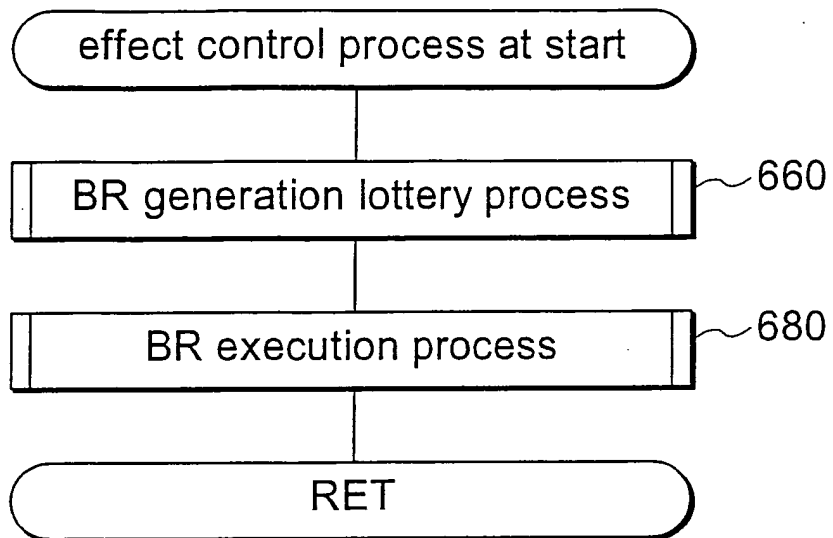 effect control process at start
BR generation lottery process
660
BR execution process
680
RET